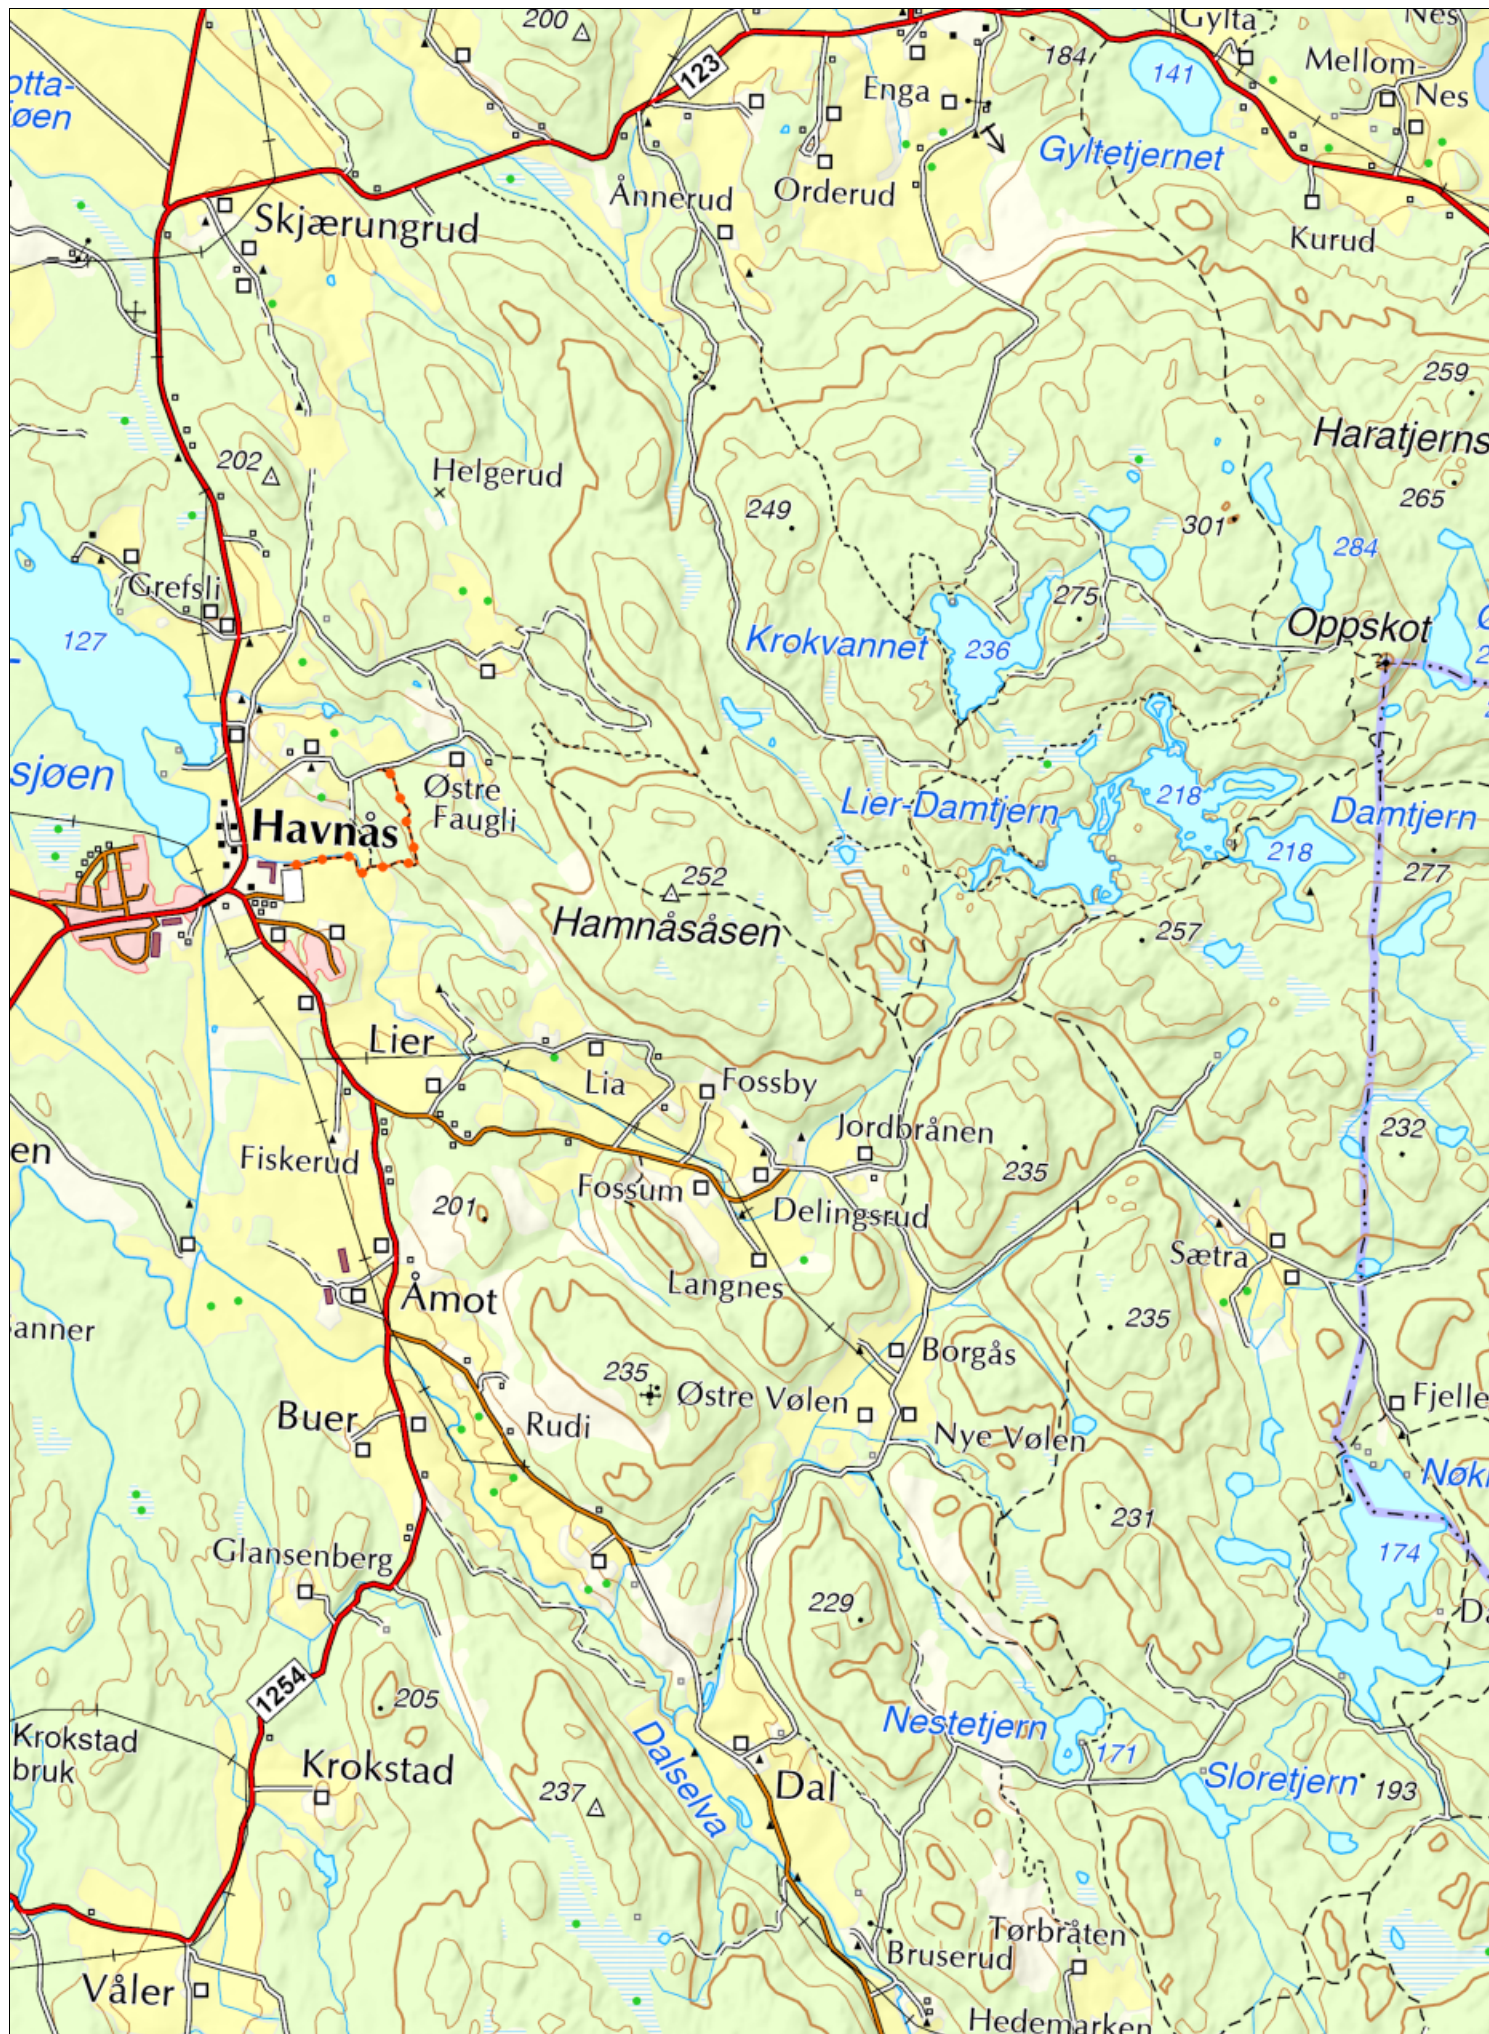 200
123
Gylta
Nes
184
141
Mellom-
Nes
otta-
øen
Enga
Gyltetjernet
Ånnerud
Orderud
Skjærungrud
Kurud
259
Haratjerns
202
Helgerud
265
249
301
284
Grefsli
275
127
Krokvannet
236
Oppskot
2
sjøen
Østre
Faugli
Havnås
Lier-Damtjern
218
Damtjern
218
277
252
Hamnåsåsen
257
Lier
Lia
Fossby
Jordbrånen
232
en
Fiskerud
235
201
Fossum
Delingsrud
Sætra
Langnes
Åmot
235
anner
Borgås
235
Østre Vølen
Fjelle
Buer
Rudi
Nye Vølen
Nøk
231
Glansenberg
174
229
1254
205
Nestetjern
171
Krokstad
bruk
Krokstad
Dalselva
Dal
Sloretjern
193
237
Tørbråten
Bruserud
Våler
Hedemarken